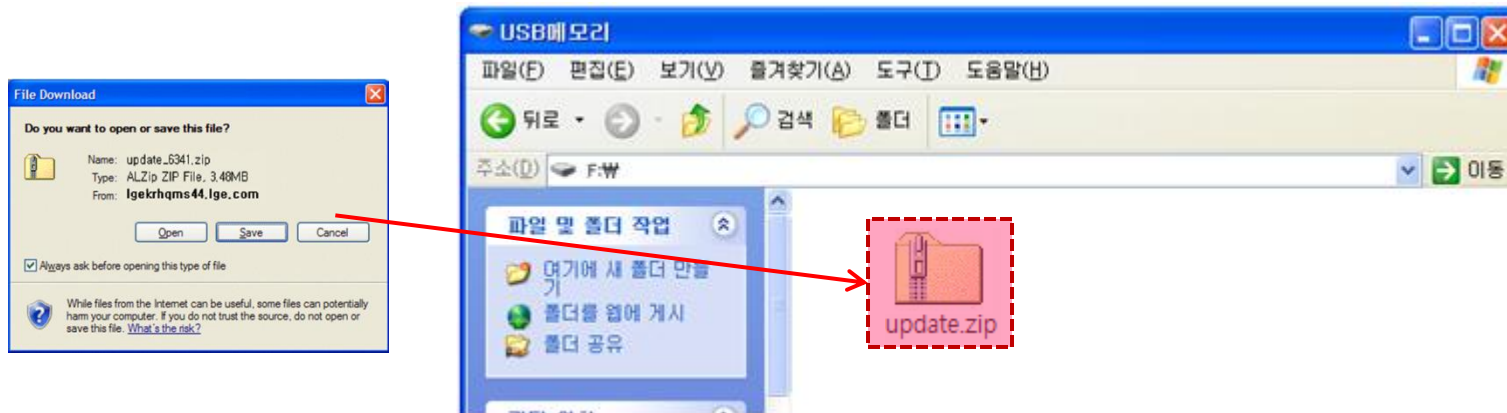 File Download
Do you want to open or save this file?
Name: update_6341.zip
Type: ALZip ZIP File, 3,48MB
From: lgekrhqms44.lge.com
Open Save Cancel
Always ask before opening this type of file
While files from the Internet can be useful, some files can potentially
harm your computer. If you do not trust the source, do not open or
save this file. What's the risk?
USB메모리
파일(F) 편집(E) 보기(V) 즐겨찾기(A) 도구(T) 도움말(H)
뒤로 검색 폴더
주소(D) F:₩ 이동
파일 및 폴더 작업
여기에 새 폴더 만들
기
폴더를 웹에 게시
폴더 공유
update.zip